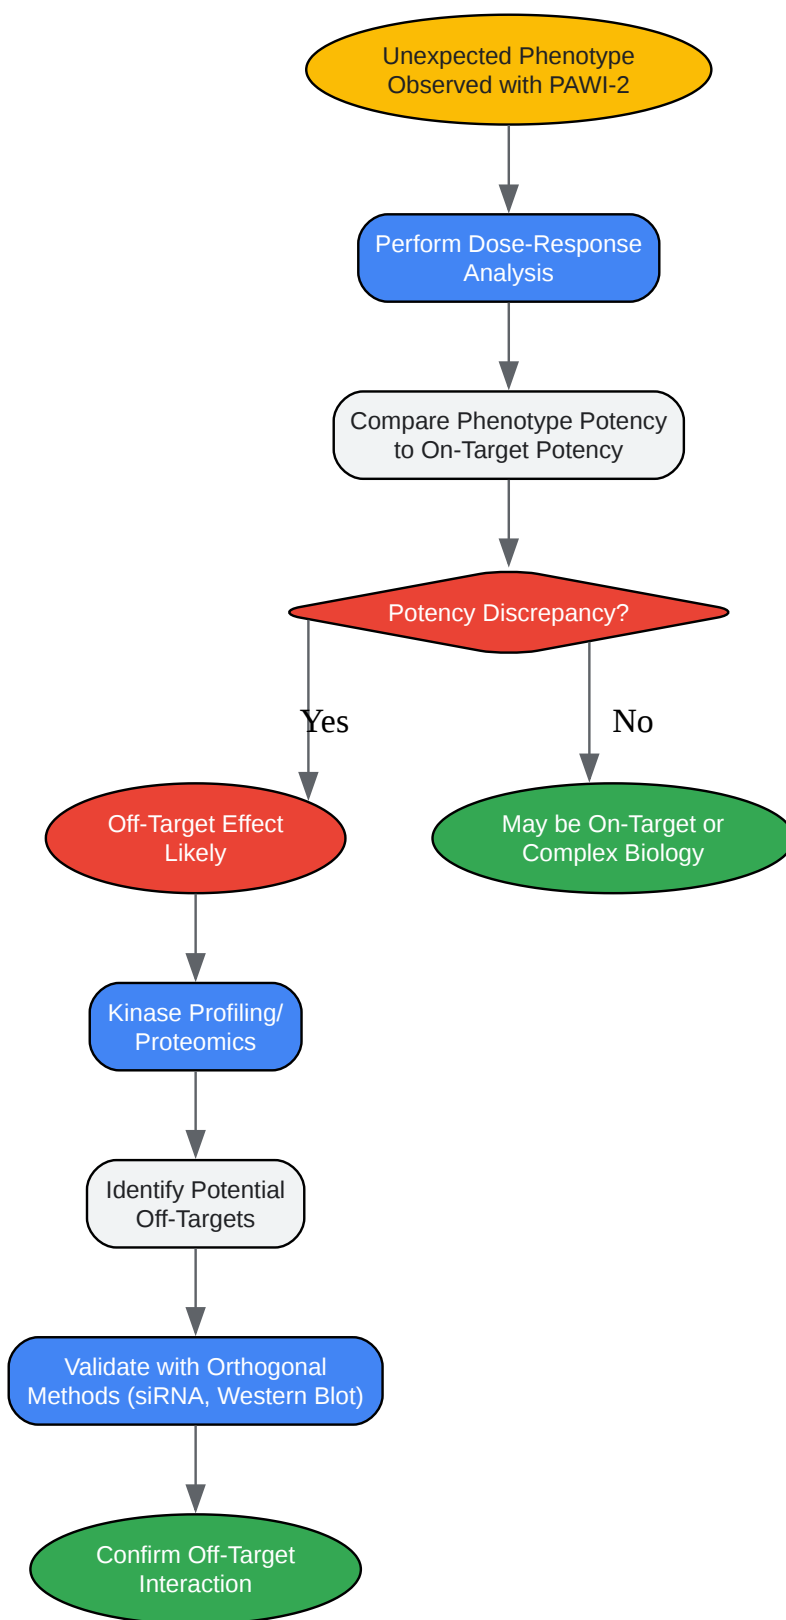 Unexpected Phenotype
Observed with PAWI-2
Perform Dose-Response
Analysis
Compare Phenotype Potency
to On-Target Potency
Potency Discrepancy?
Yes
No
Off-Target Effect
Likely
May be On-Target or
Complex Biology
Kinase Profiling/
Proteomics
Identify Potential
Off-Targets
Validate with Orthogonal
Methods (siRNA, Western Blot)
Confirm Off-Target
Interaction